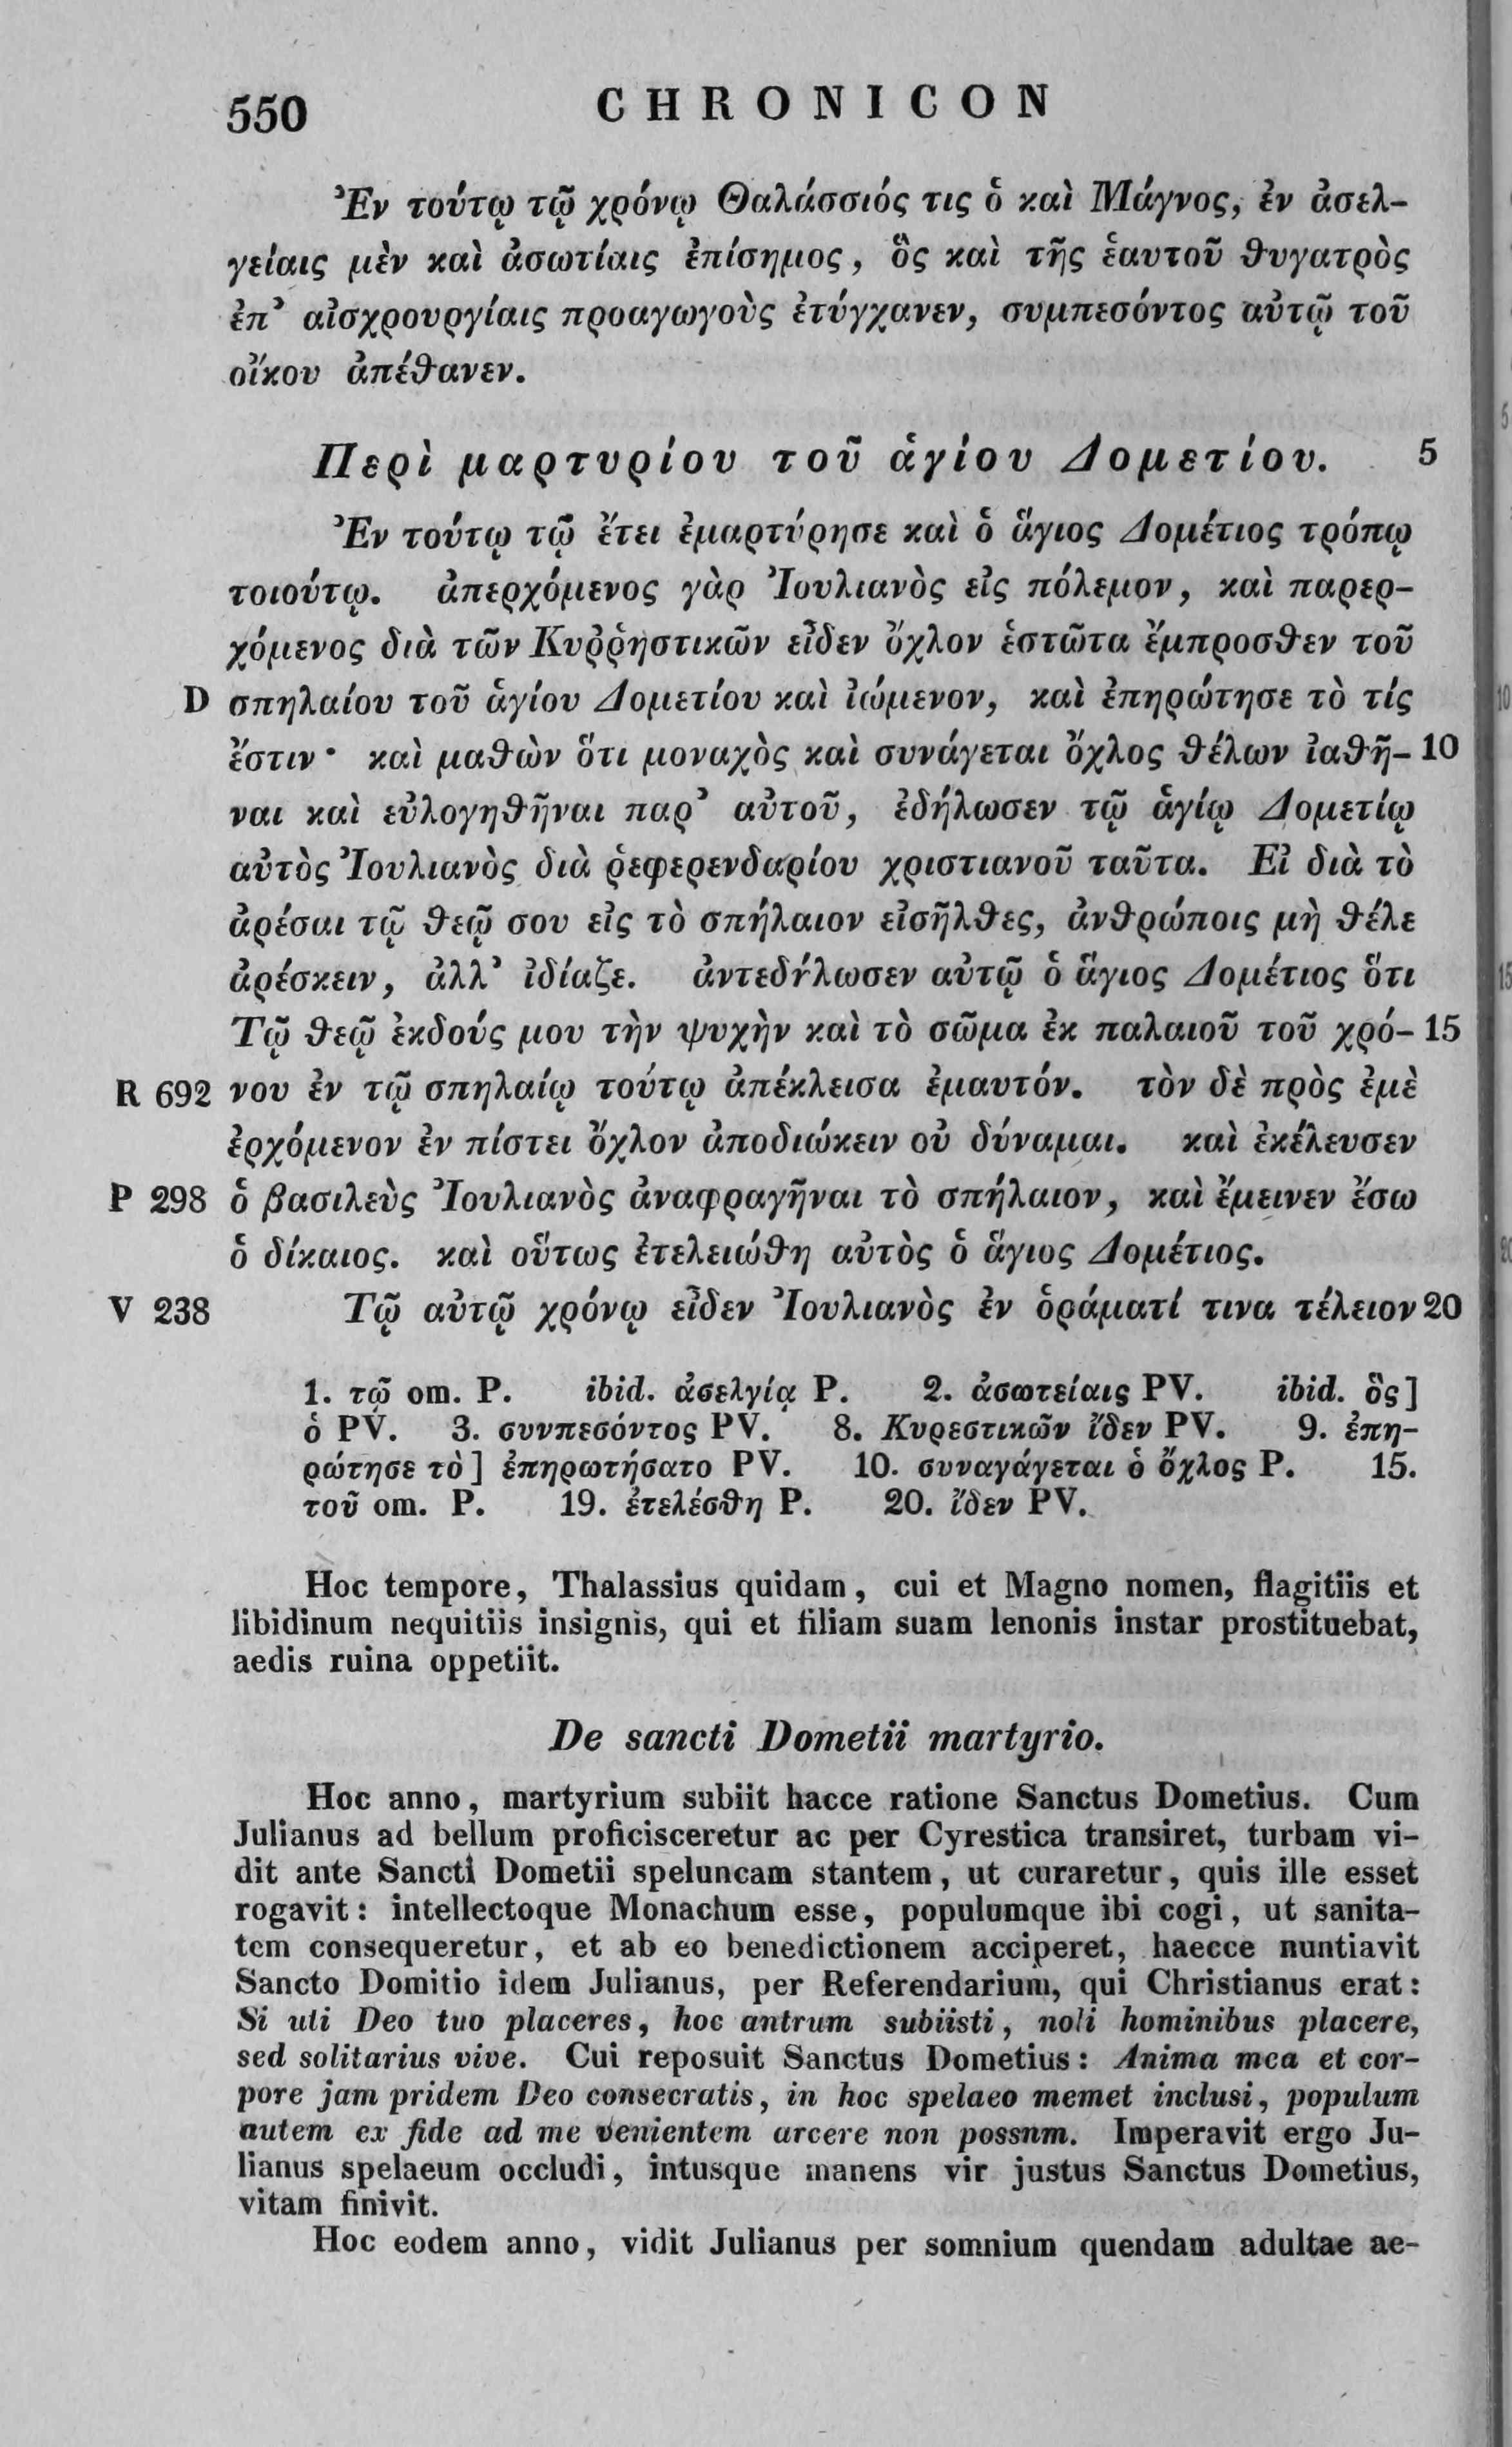 550 CHRONICON
Ἐν τούτῳ τῷ χρόνῳ Θαλάσσιός τις ὁ καὶ Μάγνος, ἐν ἀσελ-
γείαις μὲν καὶ ἀσωτίαις ἐπίσημος, ὃς καὶ τῆς ἑαυτοῦ θυγατρὸς
ἐπ’ αἰσχρουργίαις προαγωγοὺς ἐτύγχανεν, συμπεσόντος αὐτῷ τοῦ
οἴκου ἀπέθανεν.
Περὶ μαρτυρίου τοῦ ἁγίου Δομετίου. 5
Ἐν τούτῳ τῷ ἔτει ἐμαρτύρησε καὶ ὁ ἅγιος Δομέτιος τρόπῳ
τοιούτῳ. ἀπερχόμενος γὰρ Ἰουλιανὸς εἰς πόλεμον, καὶ παρερ-
χόμενος διὰ τῶν Κυῤῥηστικῶν εἶδεν ὄχλον ἑστῶτα ἔμπροσθεν τοῦ
D σπηλαίου τοῦ ἁγίου Δομετίου καὶ ἰώμενον, καὶ ἐπηρώτησε τὸ τίς
ἔστιν· καὶ μαθὼν ὅτι μοναχὸς καὶ συνάγεται ὄχλος θέλων ἰαθῆ- 10
ναι καὶ εὐλογηθῆναι παρ’ αὐτοῦ, ἐδήλωσεν τῷ ἁγίῳ Δομετίῳ
αὐτὸς Ἰουλιανὸς διὰ ῥεφερενδαρίου χριστιανοῦ ταῦτα. Εἰ διὰ τὸ
ἀρέσαι τῷ θεῷ σου εἰς τὸ σπήλαιον εἰσῆλθες, ἀνθρώποις μὴ θέλε
ἀρέσκειν, ἀλλ’ ἰδίαζε. ἀντεδήλωσεν αὐτῷ ὁ ἅγιος Δομέτιος ὅτι
Τῷ θεῷ ἐκδούς μου τὴν ψυχὴν καὶ τὸ σῶμα ἐκ παλαιοῦ τοῦ χρό- 15
R 692 νου ἐν τῷ σπηλαίῳ τούτῳ ἀπέκλεισα ἐμαυτόν. τὸν δὲ πρὸς ἐμὲ
ἐρχόμενον ἐν πίστει ὄχλον ἀποδιώκειν οὐ δύναμαι. καὶ ἐκέλευσεν
P 298 ὁ βασιλεὺς Ἰουλιανὸς ἀναφραγῆναι τὸ σπήλαιον, καὶ ἔμεινεν ἔσω
ὁ δίκαιος. καὶ οὕτως ἐτελειώθη αὐτὸς ὁ ἅγιος Δομέτιος.
V 238 Τῷ αὐτῷ χρόνῳ εἶδεν Ἰουλιανὸς ἐν ὁράματί τινα τέλειον 20
1. τῷ om. P. ibid. ἀσελγίᾳ P. 2. ἀσωτείαις PV. ibid. ὃς]
ὁ PV. 3. συνπεσόντος PV. 8. Κυρεστικῶν ἴδεν PV. 9. ἐπη-
ρώτησε τὸ] ἐπηρωτήσατο PV. 10. συναγάγεται ὁ ὄχλος P. 15.
τοῦ om. P. 19. ἐτελέσθη P. 20. ἴδεν PV.
Hoc tempore, Thalassius quidam, cui et Magno nomen, flagitiis et
libidinum nequitiis insignis, qui et filiam suam lenonis instar prostituebat,
aedis ruina oppetiit.
De sancti Dometii martyrio.
Hoc anno, martyrium subiit hacce ratione Sanctus Dometius. Cum
Julianus ad bellum proficisceretur ac per Cyrestica transiret, turbam vi-
dit ante Sancti Dometii speluncam stantem, ut curaretur, quis ille esset
rogavit: intellectoque Monachum esse, populumque ibi cogi, ut sanita-
tem consequeretur, et ab eo benedictionem acciperet, haecce nuntiavit
Sancto Domitio idem Julianus, per Referendarium, qui Christianus erat:
Si uti Deo tuo placeres, hoc antrum subiisti, noli hominibus placere,
sed solitarius vive. Cui reposuit Sanctus Dometius: Anima mea et cor-
pore jam pridem Deo consecratis, in hoc spelaeo memet inclusi, populum
autem ex fide ad me venientem arcere non possnm. Imperavit ergo Ju-
lianus spelaeum occludi, intusque manens vir justus Sanctus Dometius,
vitam finivit.
Hoc eodem anno, vidit Julianus per somnium quendam adultae ae-